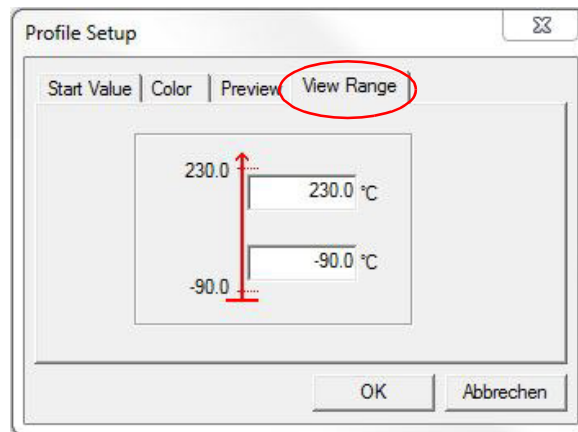 Profile Setup
Start Value Color Preview View Range
230.0
230.0 °C
-90.0 °C
-90.0
OK Abbrechen